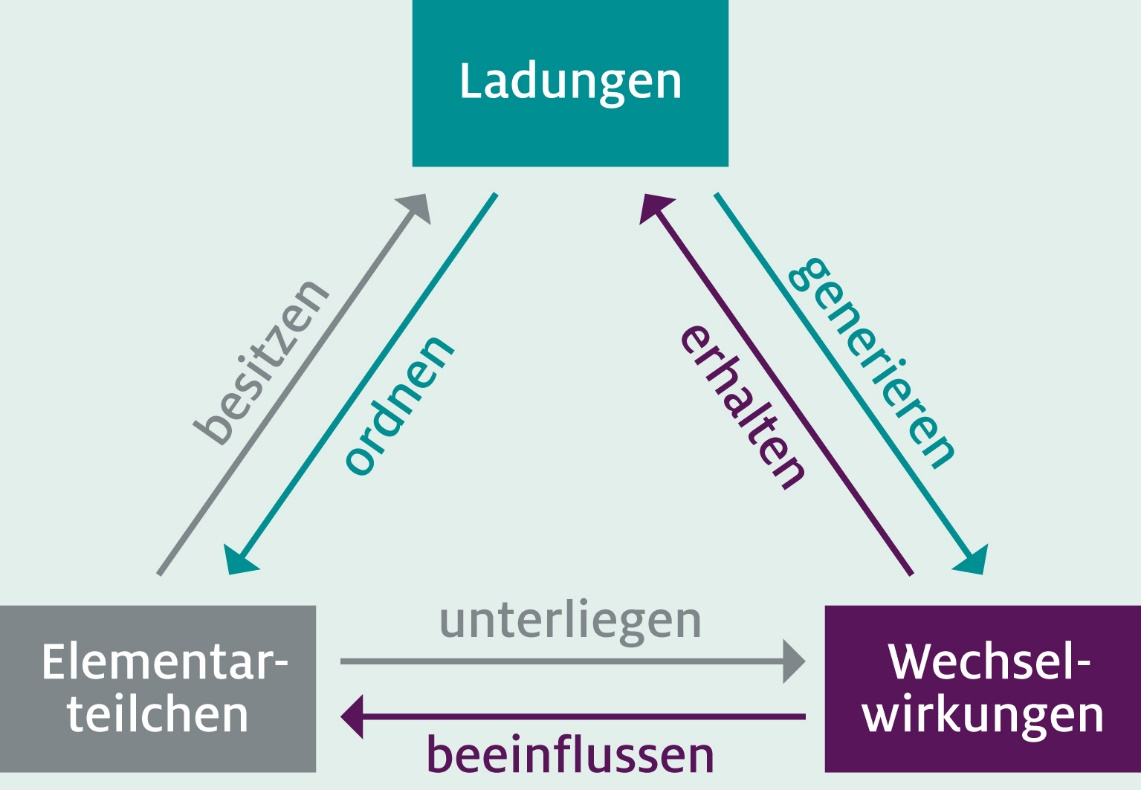 Ladungen
besitzen
ordnen
erhalten
generieren
unterliegen
Elementar-
teilchen
Wechsel-
wirkungen
beeinflussen